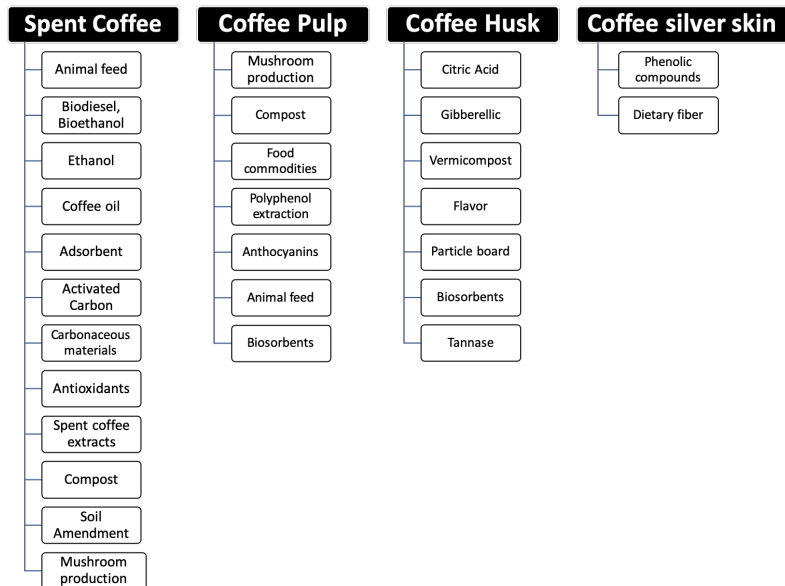 Spent Coffee
Animal feed
Biodiesel,
Bioethanol
Ethanol
Coffee oil
Adsorbent
Activated
Carbon
Carbonaceous
materials
Antioxidants
Spent coffee
extracts
Compost
Soil
Amendment
Mushroom
production
Coffee Pulp
Mushroom
production
Compost
Food
commodities
Polyphenol
extraction
Anthocyanins
Animal feed
Biosorbents
Coffee Husk
Citric Acid
Gibberellic
Vermicompost
Flavor
Particle board
Biosorbents
Tannase
Coffee silver skin
Phenolic
compounds
Dietary fiber